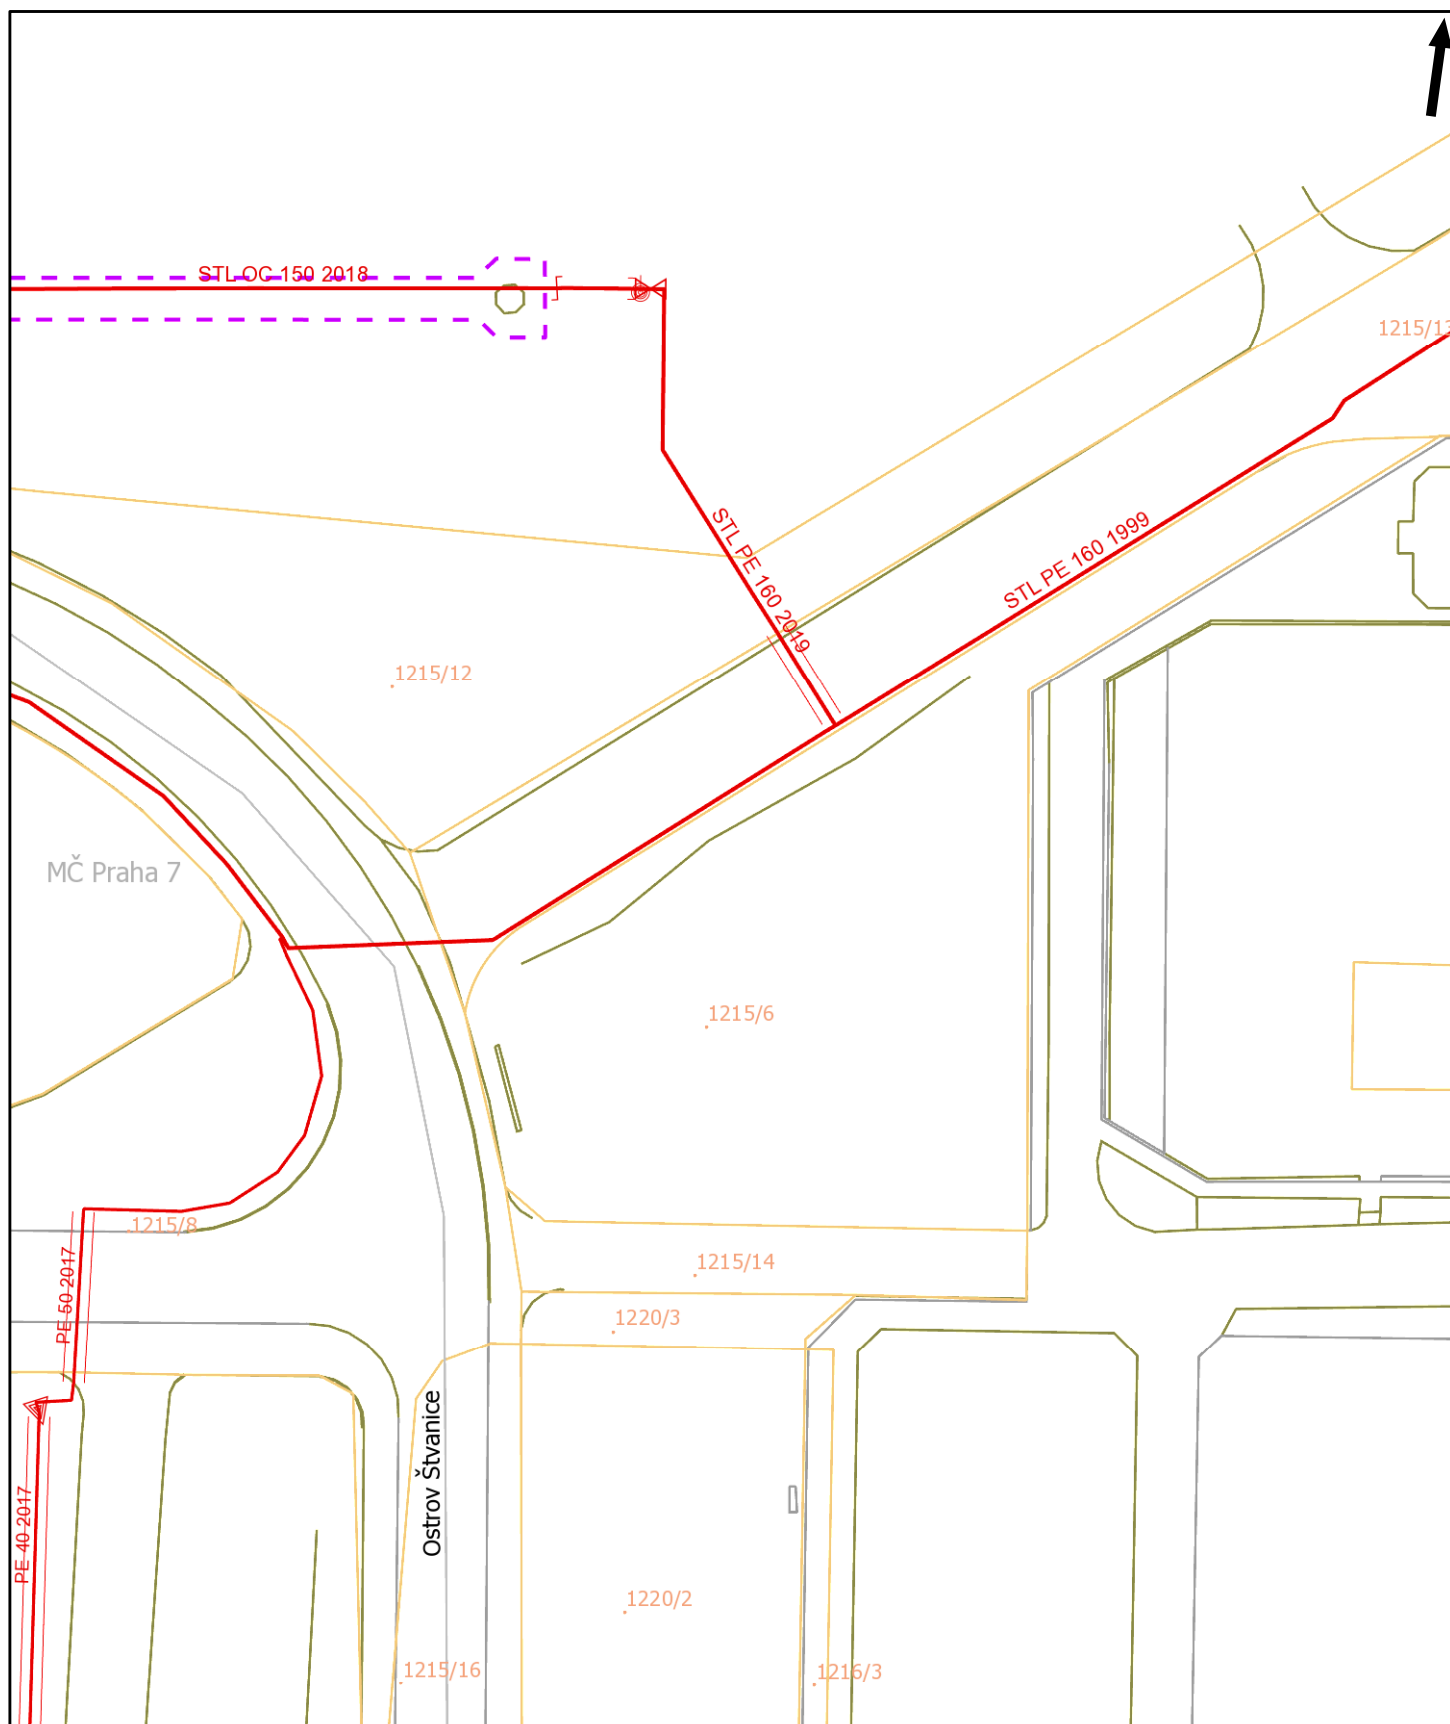 STL OC 150 2018
1215/13
STL PE 160 2019
STL PE 160 1999
1215/12
MČ Praha 7
1215/6
1215/8
1215/14
PE 50 2017
1220/3
Ostrov Štvanice
PE 40 2017
1220/2
1215/16
1216/3